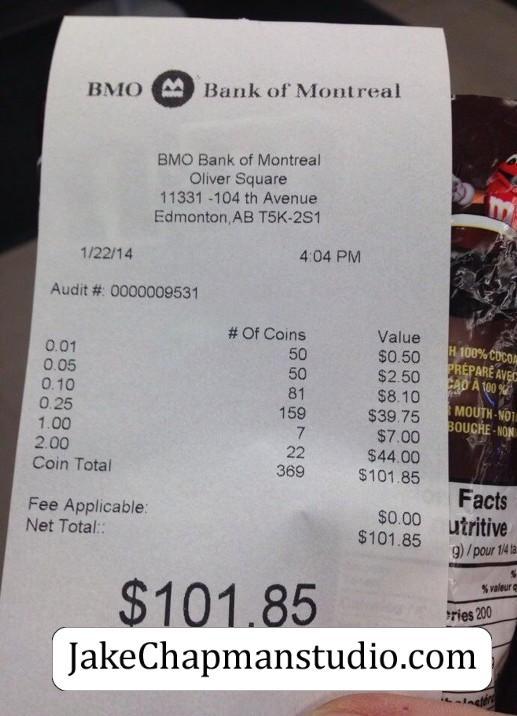 BMO Bank of Montreal
BMO Bank of Montreal
Oliver Square
11331 -104 th Avenue
Edmonton,AB T5K-2S1
1/22/14 4:04 PM
Audit #: 0000009531
# Of Coins Value
0.01 50 $0.50
0.05 50 $2.50
0.10 81 $8.10
0.25 159 $39.75
1.00 7 $7.00
2.00 22 $44.00
Coin Total 369 $101.85
Fee Applicable: $0.00
Net Total:: $101.85
$101.85
JakeChapmanstudio.com
m
H 100% COCOA
PRÉPARÉ AVEC
CAO À 100 %
MOUTH - NOT
BOUCHE - NON
Facts
utritive
g) / pour 1/4 ta
%
% valeur q
ories 200